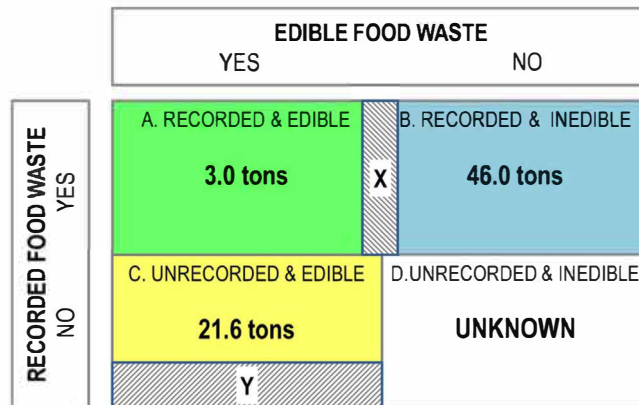 EDIBLE FOOD WASTE
YES NO
RECORDED FOOD WASTE
YES
NO
A. RECORDED & EDIBLE
3.0 tons
X
B. RECORDED & INEDIBLE
46.0 tons
C. UNRECORDED & EDIBLE
21.6 tons
Y
D.UNRECORDED & INEDIBLE
UNKNOWN